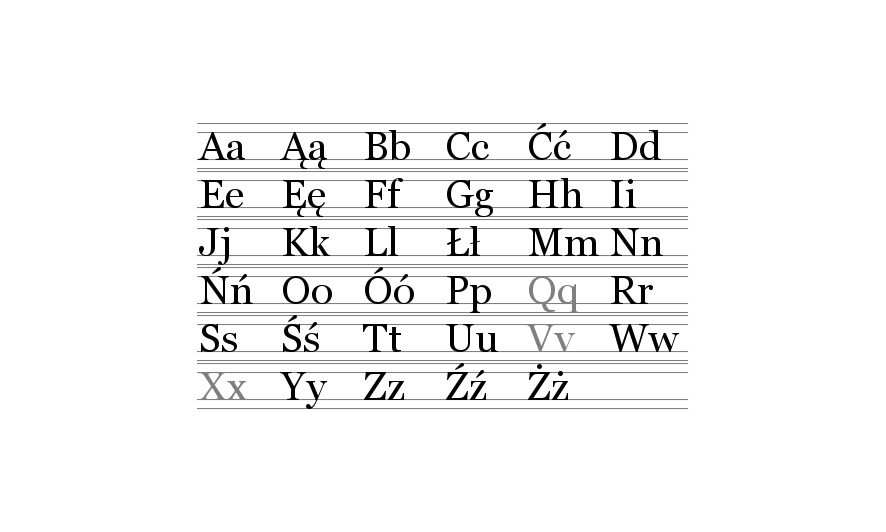 Aa Ąą Bb Cc Ćć Dd
Ee Ęę Ff Gg Hh Ii
Jj Kk Ll Łł Mm Nn
Ńń Oo Óó Pp Qq Rr
Ss Śś Tt Uu Vv Ww
Xx Yy Zz Źź Żż